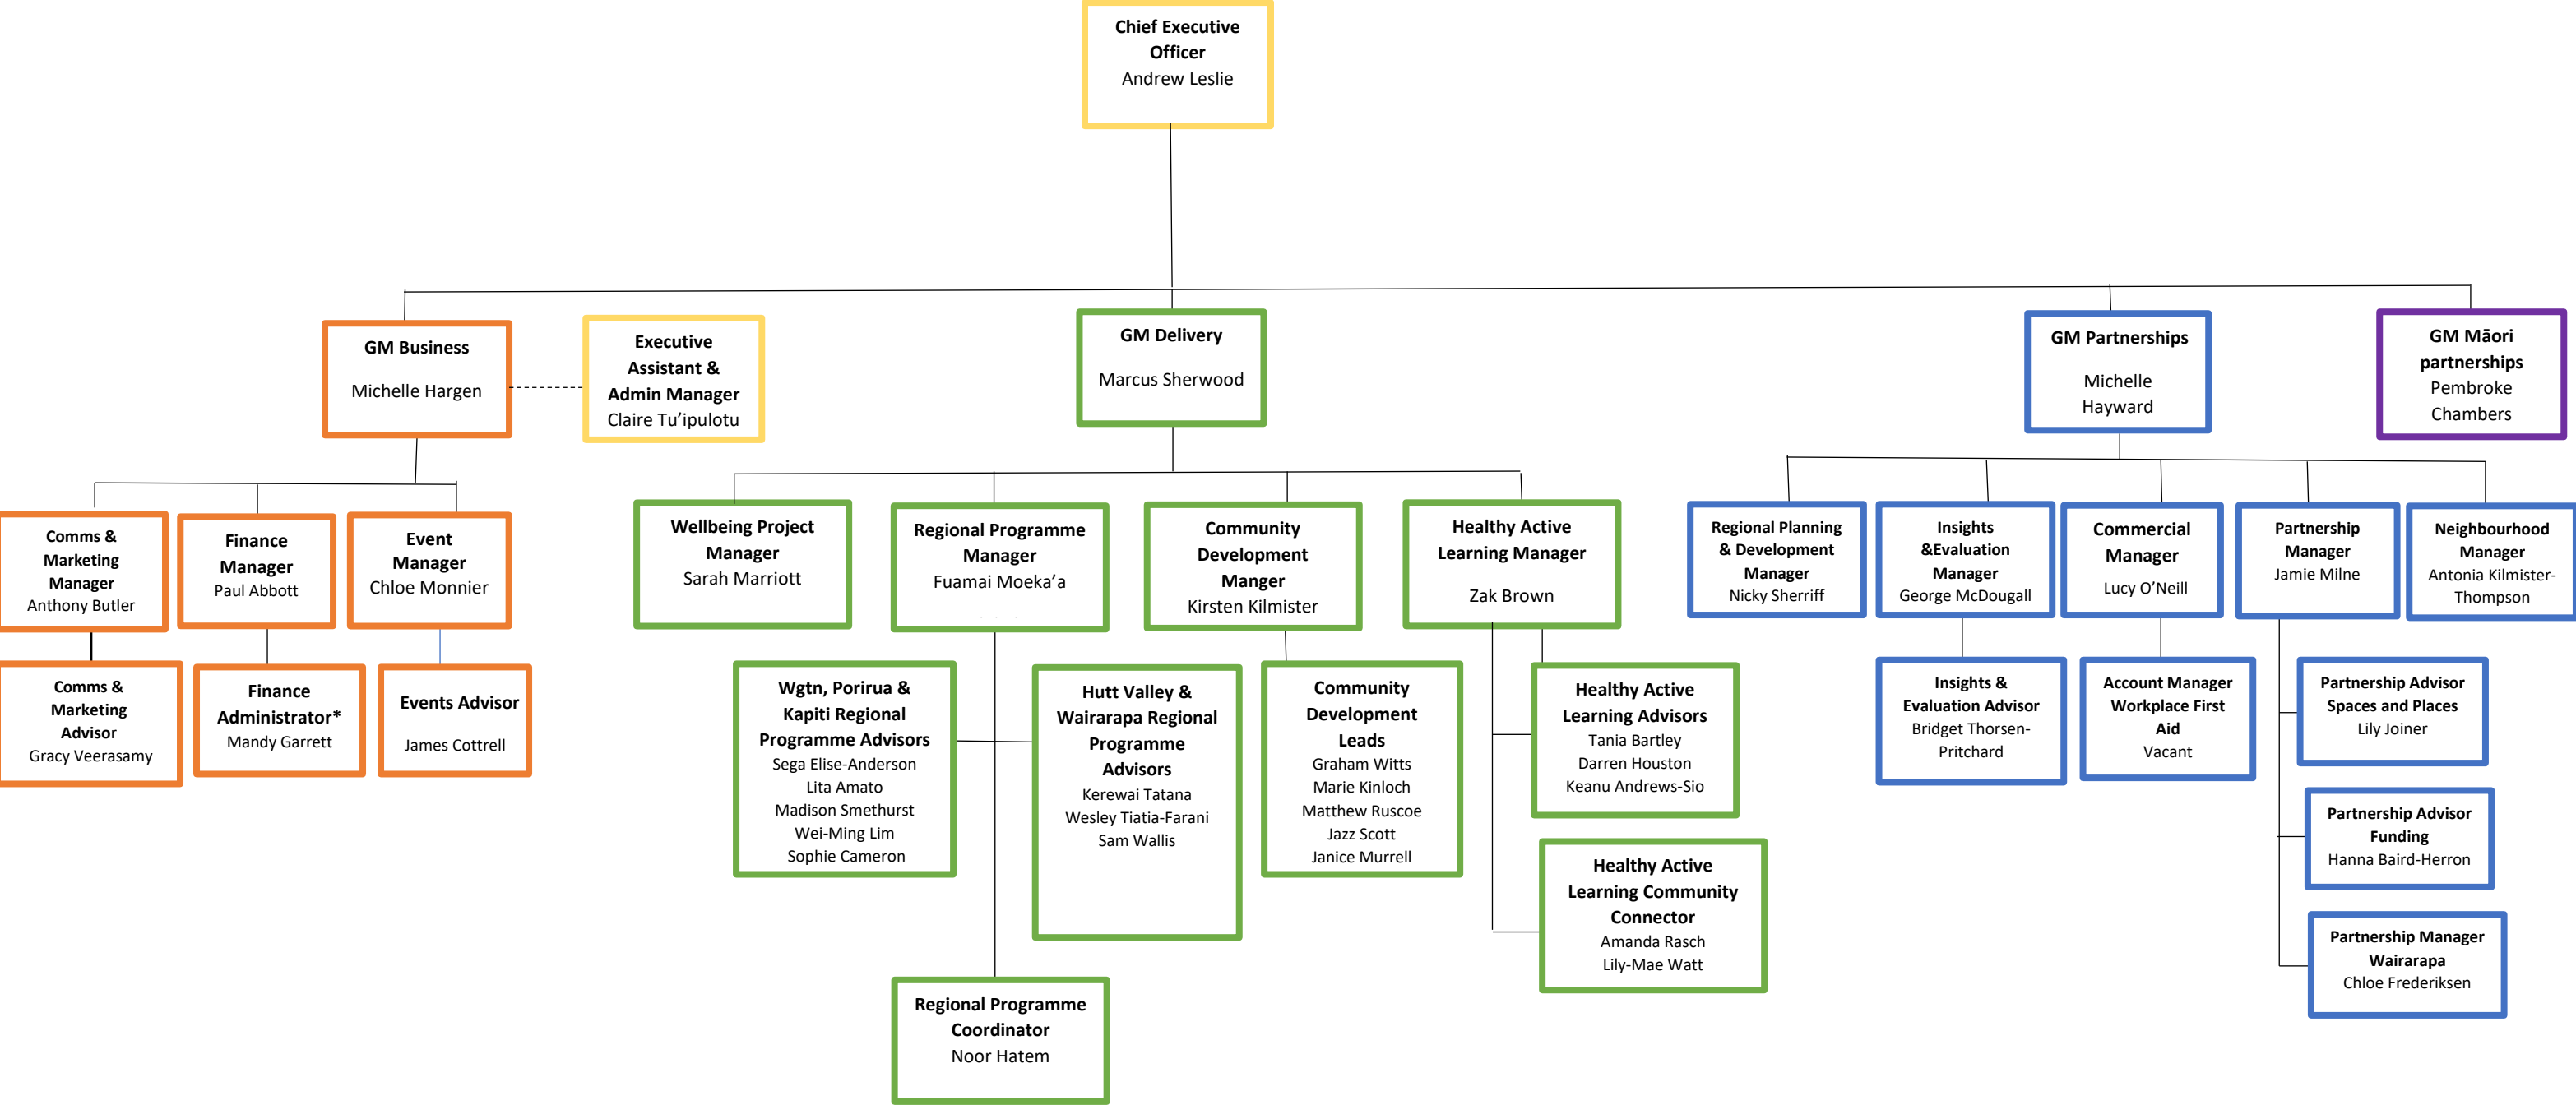 Chief Executive
Officer
Andrew Leslie
GM Business
Michelle Hargen
Executive
Assistant &
Admin Manager
Claire Tu’ipulotu
GM Delivery
Marcus Sherwood
GM Partnerships
Michelle
Hayward
GM Māori
partnerships
Pembroke
Chambers
Comms &
Marketing
Manager
Anthony Butler
Finance
Manager
Paul Abbott
Event
Manager
Chloe Monnier
Wellbeing Project
Manager
Sarah Marriott
Regional Programme
Manager
Fuamai Moeka’a
Community
Development
Manger
Kirsten Kilmister
Healthy Active
Learning Manager
Zak Brown
Regional Planning
& Development
Manager
Nicky Sherriff
Insights
&Evaluation
Manager
George McDougall
Commercial
Manager
Lucy O’Neill
Partnership
Manager
Jamie Milne
Neighbourhood
Manager
Antonia Kilmister-
Thompson
Comms &
Marketing
Advisor
Gracy Veerasamy
Finance
Administrator*
Mandy Garrett
Events Advisor
James Cottrell
Wgtn, Porirua &
Kapiti Regional
Programme Advisors
Sega Elise-Anderson
Lita Amato
Madison Smethurst
Wei-Ming Lim
Sophie Cameron
Hutt Valley &
Wairarapa Regional
Programme
Advisors
Kerewai Tatana
Wesley Tiatia-Farani
Sam Wallis
Community
Development
Leads
Graham Witts
Marie Kinloch
Matthew Ruscoe
Jazz Scott
Janice Murrell
Healthy Active
Learning Advisors
Tania Bartley
Darren Houston
Keanu Andrews-Sio
Insights &
Evaluation Advisor
Bridget Thorsen-
Pritchard
Account Manager
Workplace First
Aid
Vacant
Partnership Advisor
Spaces and Places
Lily Joiner
Partnership Advisor
Funding
Hanna Baird-Herron
Healthy Active
Learning Community
Connector
Amanda Rasch
Lily-Mae Watt
Partnership Manager
Wairarapa
Chloe Frederiksen
Regional Programme
Coordinator
Noor Hatem